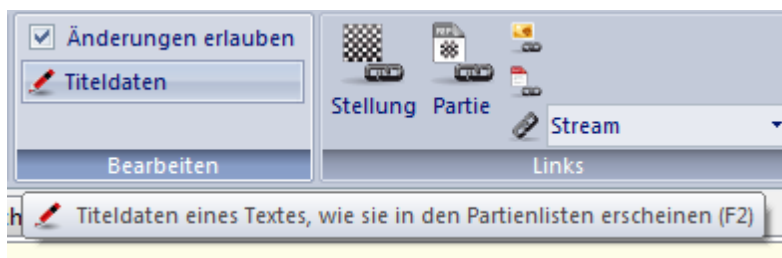 Änderungen erlauben
Titeldaten
Bearbeiten
Stellung
Partie
Stream
Links
Titeldaten eines Textes, wie sie in den Partienlisten erscheinen (F2)